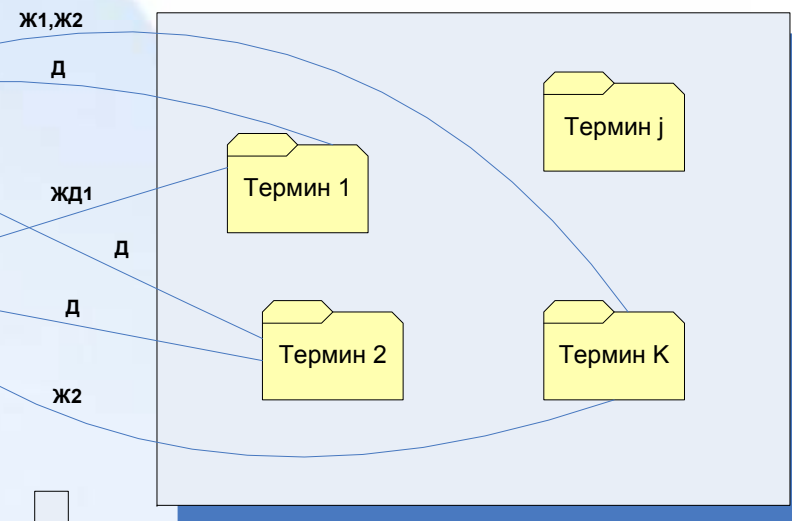 Ж1,Ж2
Д
Термин j
Термин 1
ЖД1
Д
Д
Термин 2
Термин К
Ж2